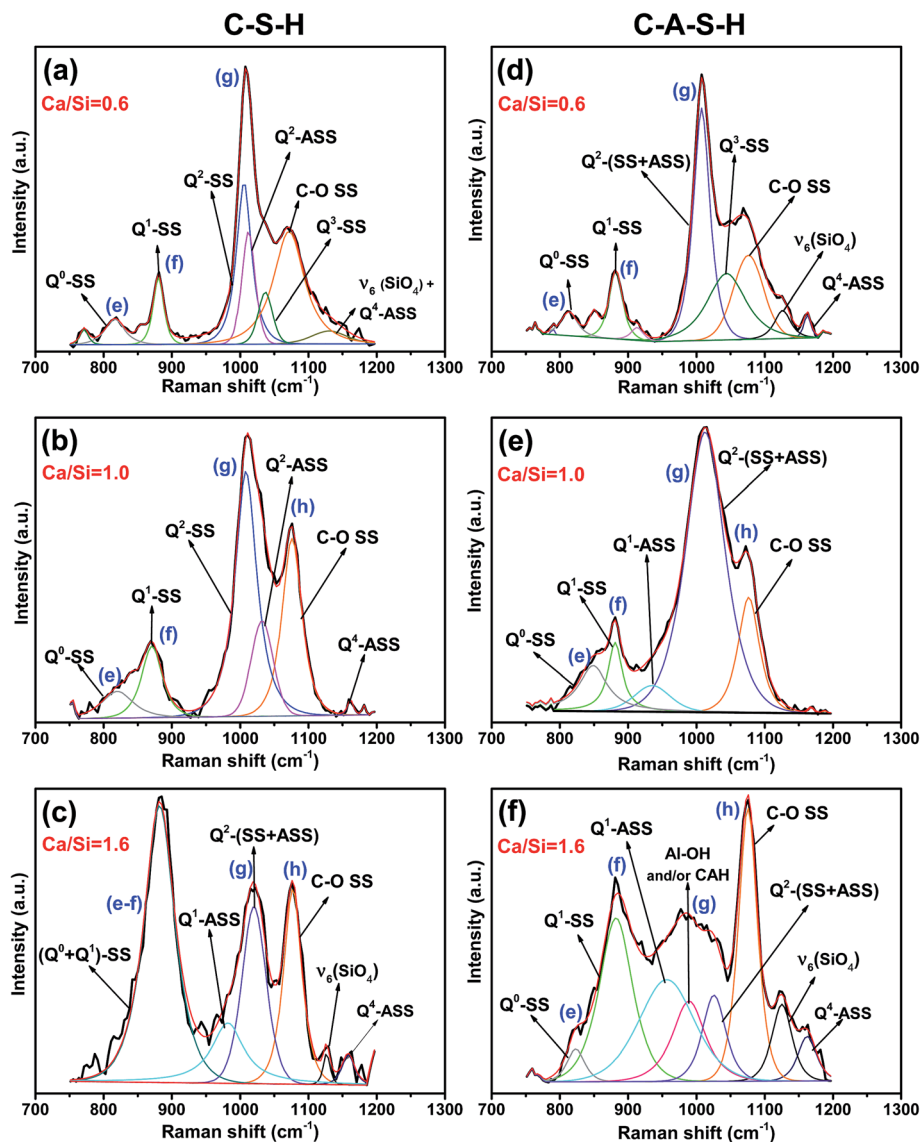 C-S-H
C-A-S-H
(a)
Ca/Si=0.6
(g)
Q²-ASS
Q²-SS
C-O SS
Q³-SS
Q¹-SS
(f)
Q⁰-SS
(e)
ν₆(SiO₄)+
Q⁴-ASS
Intensity (a.u.)
700 800 900 1000 1100 1200 1300
Raman shift (cm⁻¹)
(d)
Ca/Si=0.6
(g)
Q³-SS
Q²-(SS+ASS)
C-O SS
Q¹-SS
ν₆(SiO₄)
Q⁰-SS
(f)
(e)
Q⁴-ASS
Intensity (a.u.)
700 800 900 1000 1100 1200 1300
Raman shift (cm⁻¹)
(b)
Ca/Si=1.0
(g)
Q²-ASS
(h)
Q²-SS
C-O SS
Q¹-SS
(f)
Q⁰-SS
(e)
Q⁴-ASS
Intensity (a.u.)
700 800 900 1000 1100 1200 1300
Raman shift (cm⁻¹)
(e)
Ca/Si=1.0
(g)
Q²-(SS+ASS)
(h)
Q¹-ASS
C-O SS
Q¹-SS
(f)
Q⁰-SS
(e)
Intensity (a.u.)
700 800 900 1000 1100 1200 1300
Raman shift (cm⁻¹)
(c)
Ca/Si=1.6
Q²-(SS+ASS)
(g)
(h)
(e-f)
Q¹-ASS
C-O SS
(Q⁰+Q¹)-SS
ν₆(SiO₄)
Q⁴-ASS
Intensity (a.u.)
700 800 900 1000 1100 1200 1300
Raman shift (cm⁻¹)
(f)
Ca/Si=1.6
(h)
C-O SS
Q¹-ASS
(f)
Al-OH
and/or CAH
(g)
Q²-(SS+ASS)
Q¹-SS
ν₆(SiO₄)
Q⁰-SS
(e)
Q⁴-ASS
Intensity (a.u.)
700 800 900 1000 1100 1200 1300
Raman shift (cm⁻¹)